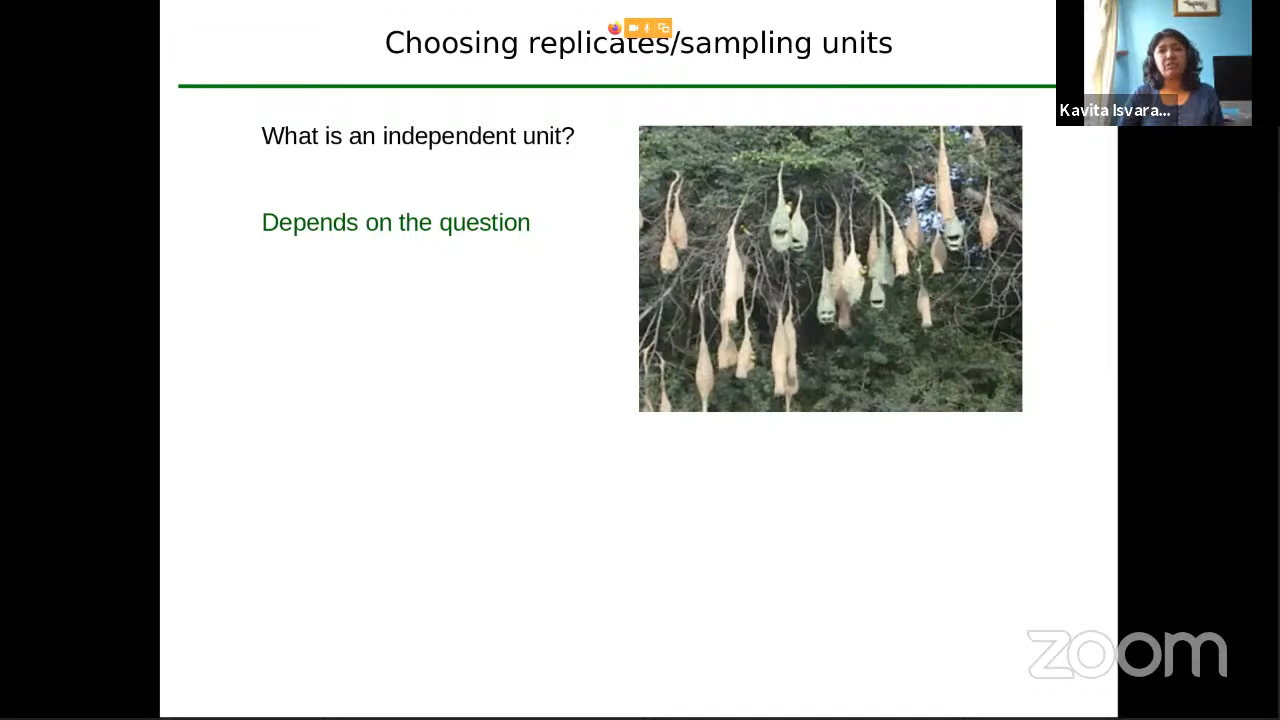 Choosing replicates/sampling units
Kavita Isvara...
What is an independent unit?
Depends on the question
zoom